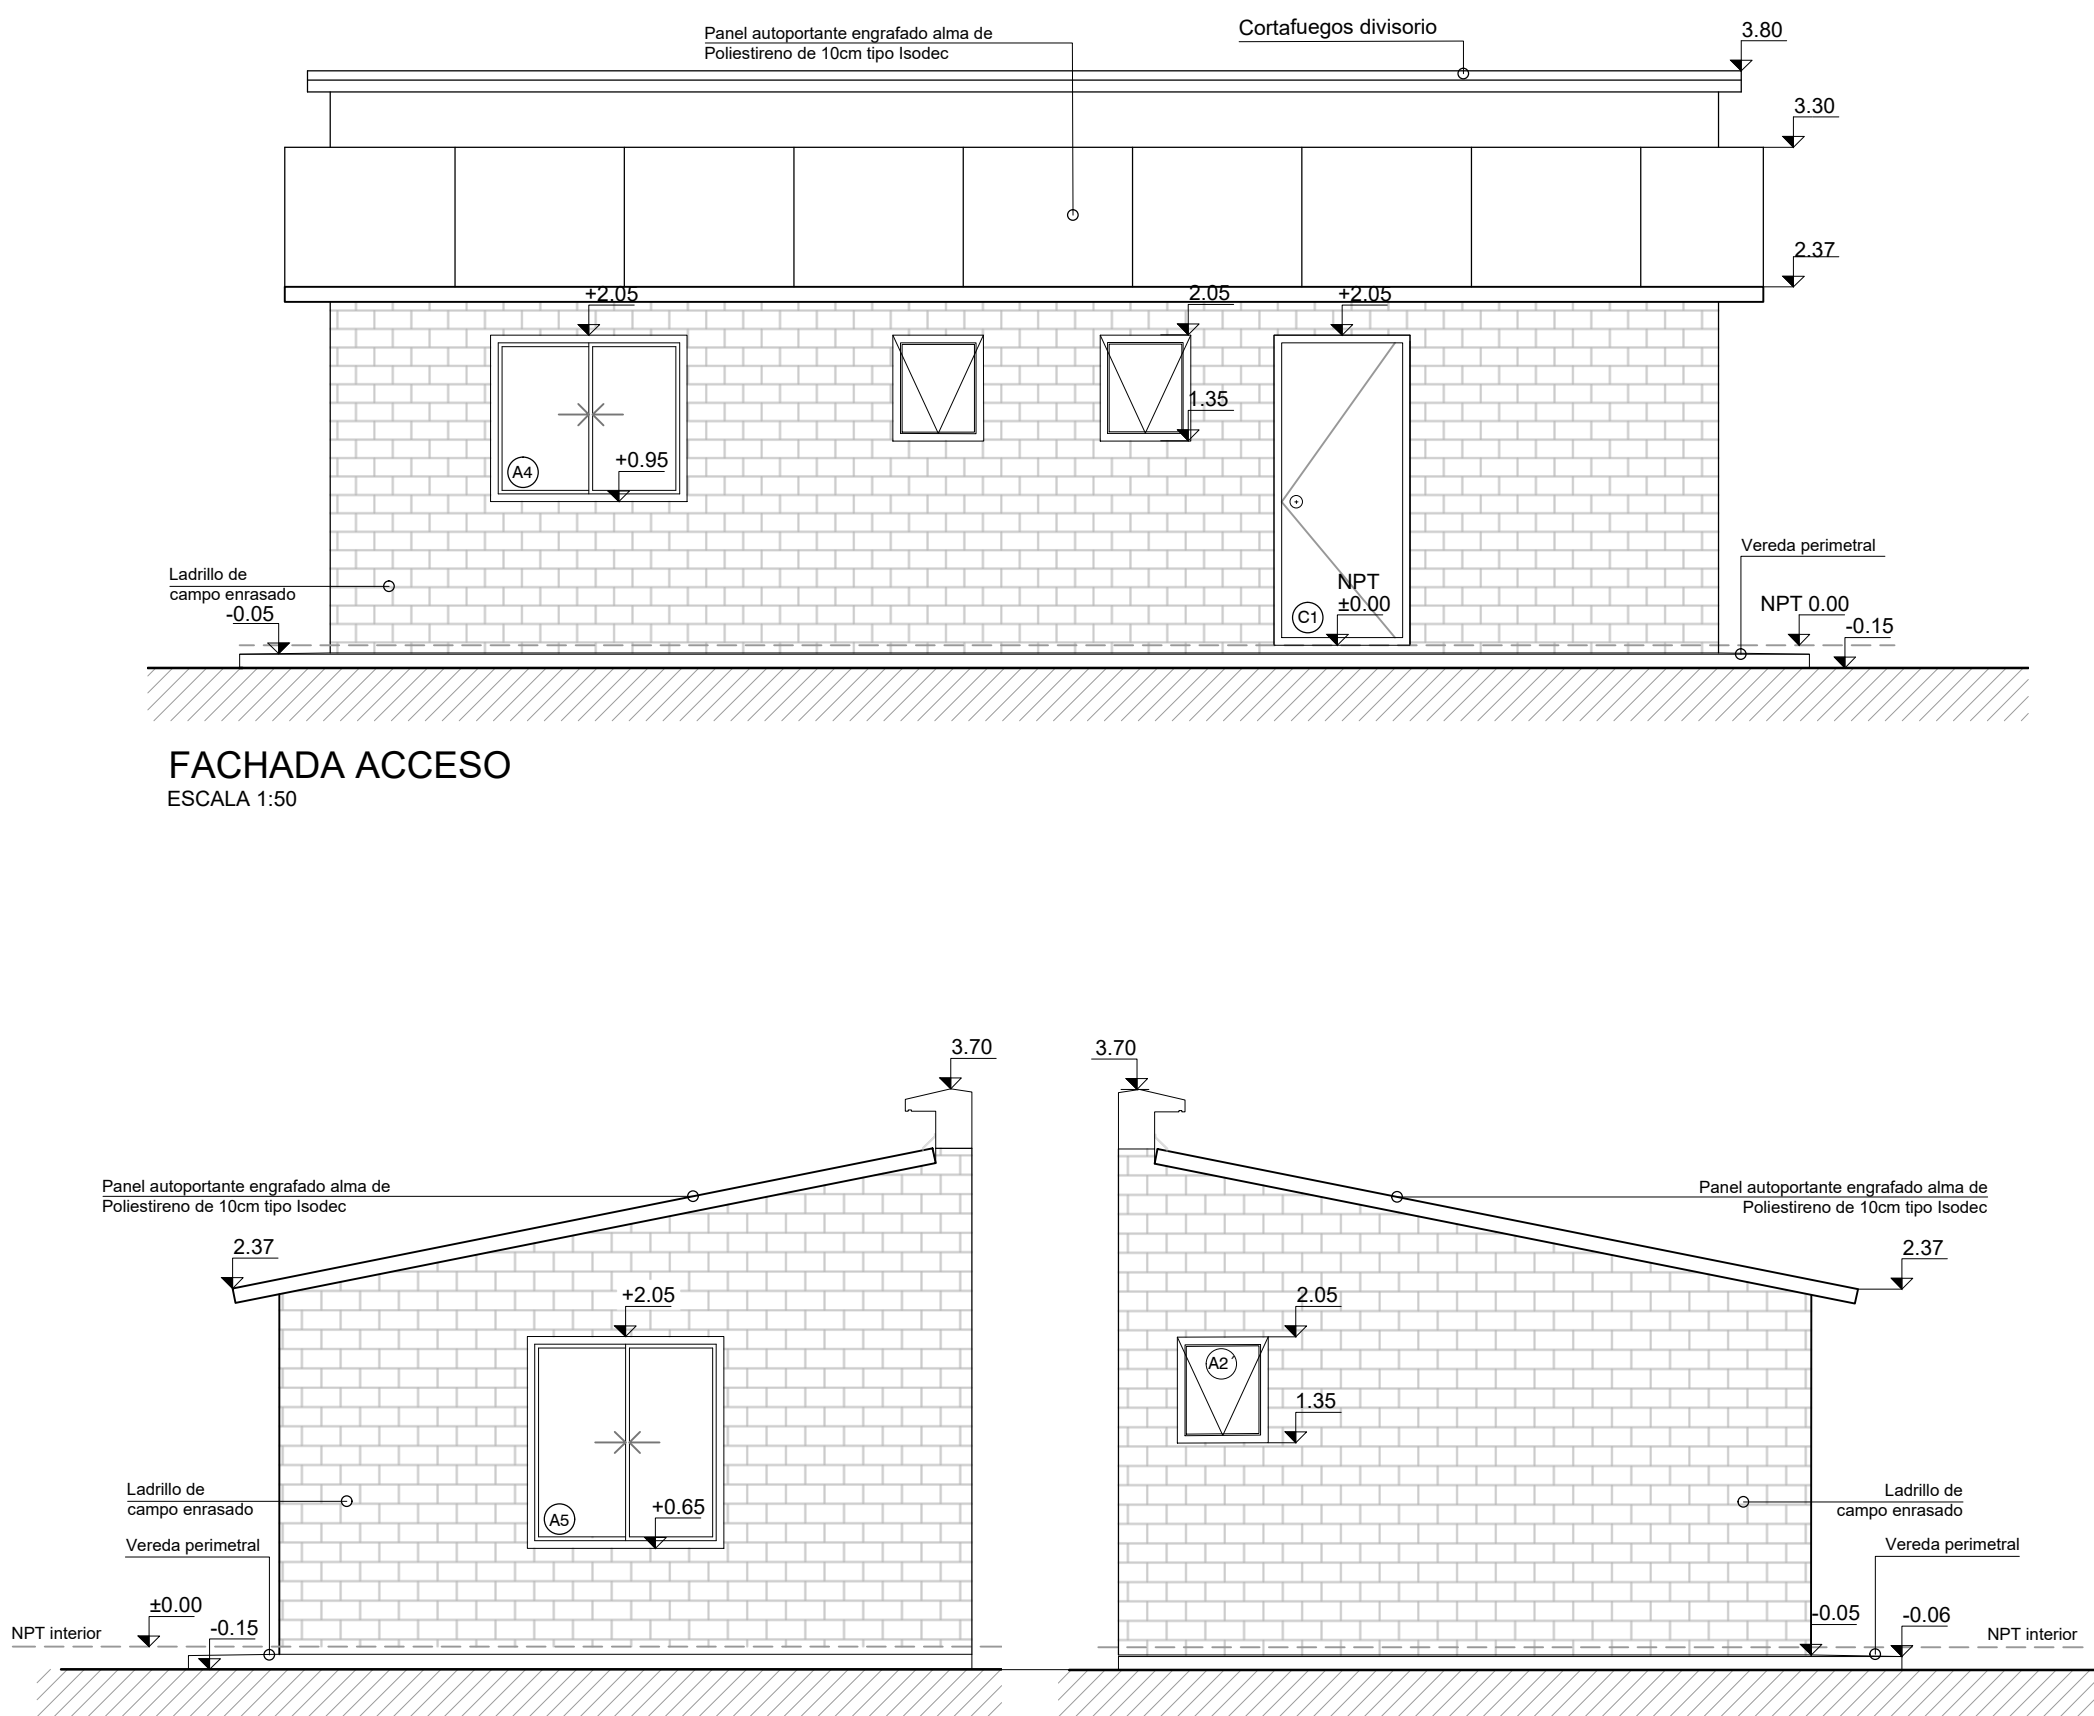 Panel autoportante engrafado alma de
Poliestireno de 10cm tipo Isodec
Cortafuegos divisorio
3.80
3.30
2.37
+2.05
2.05
+2.05
1.35
+0.95
A4
Ladrillo de
campo enrasado
-0.05
NPT
±0.00
C1
Vereda perimetral
NPT 0.00
-0.15
FACHADA ACCESO
ESCALA 1:50
3.70
Panel autoportante engrafado alma de
Poliestireno de 10cm tipo Isodec
2.37
+2.05
+0.65
A5
Ladrillo de
campo enrasado
Vereda perimetral
±0.00
NPT interior
-0.15
3.70
Panel autoportante engrafado alma de
Poliestireno de 10cm tipo Isodec
2.37
2.05
A2´
1.35
Ladrillo de
campo enrasado
Vereda perimetral
-0.05
-0.06
NPT interior